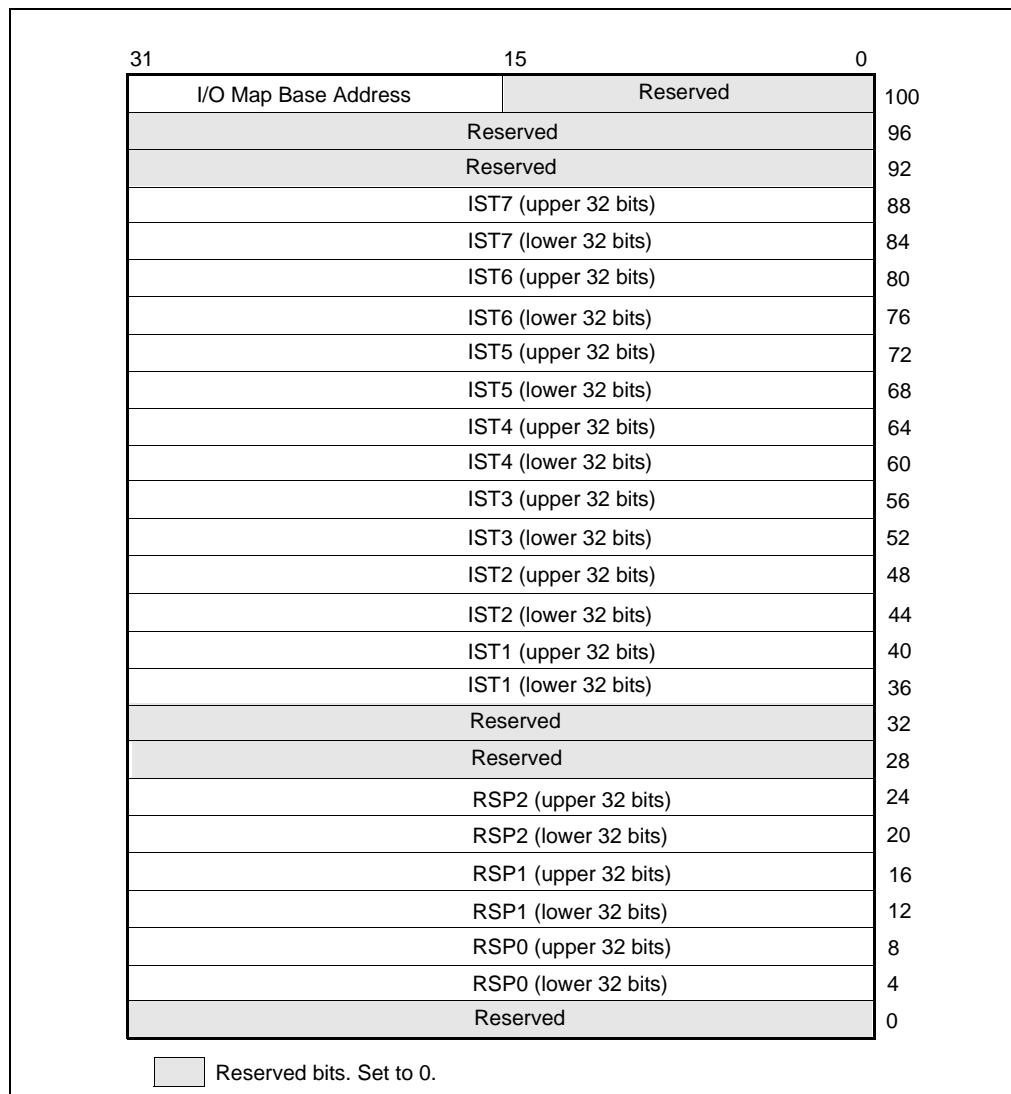 31 15 0
I/O Map Base Address Reserved 100
Reserved 96
Reserved 92
IST7 (upper 32 bits) 88
IST7 (lower 32 bits) 84
IST6 (upper 32 bits) 80
IST6 (lower 32 bits) 76
IST5 (upper 32 bits) 72
IST5 (lower 32 bits) 68
IST4 (upper 32 bits) 64
IST4 (lower 32 bits) 60
IST3 (upper 32 bits) 56
IST3 (lower 32 bits) 52
IST2 (upper 32 bits) 48
IST2 (lower 32 bits) 44
IST1 (upper 32 bits) 40
IST1 (lower 32 bits) 36
Reserved 32
Reserved 28
RSP2 (upper 32 bits) 24
RSP2 (lower 32 bits) 20
RSP1 (upper 32 bits) 16
RSP1 (lower 32 bits) 12
RSP0 (upper 32 bits) 8
RSP0 (lower 32 bits) 4
Reserved 0
Reserved bits. Set to 0.